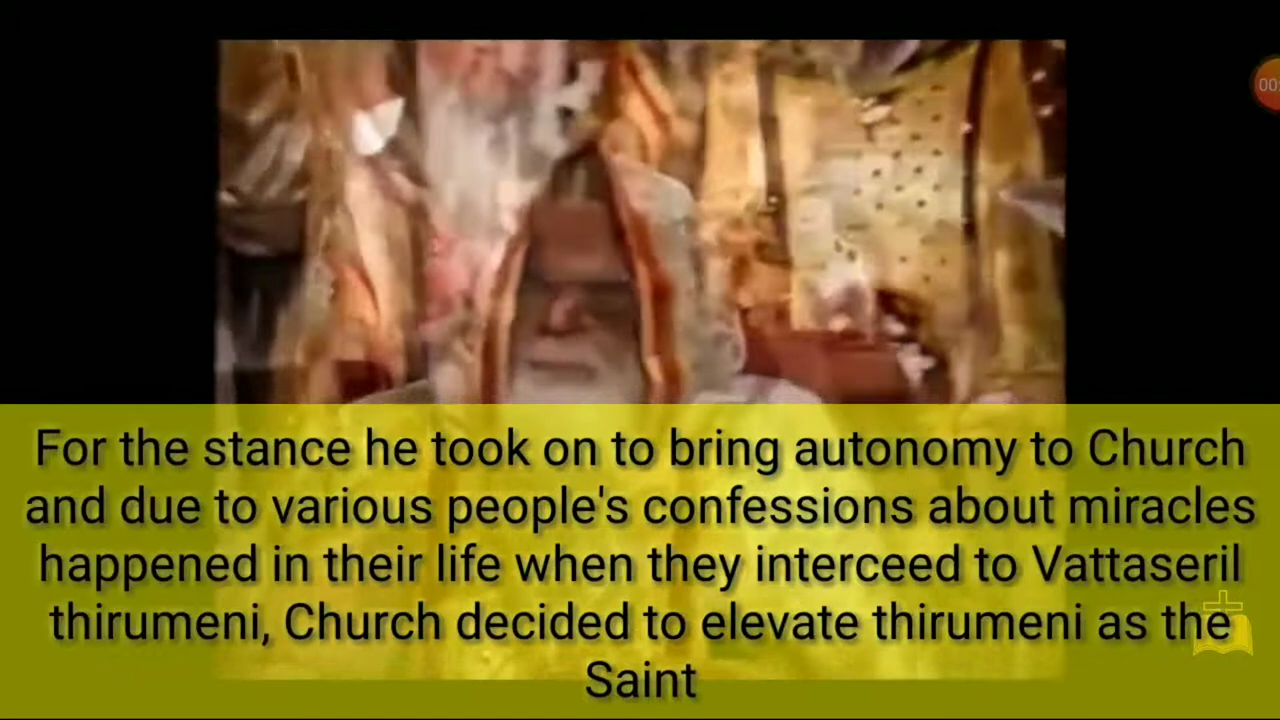 00:
For the stance he took on to bring autonomy to Church
and due to various people's confessions about miracles
happened in their life when they interceed to Vattaseril
thirumeni, Church decided to elevate thirumeni as the
Saint